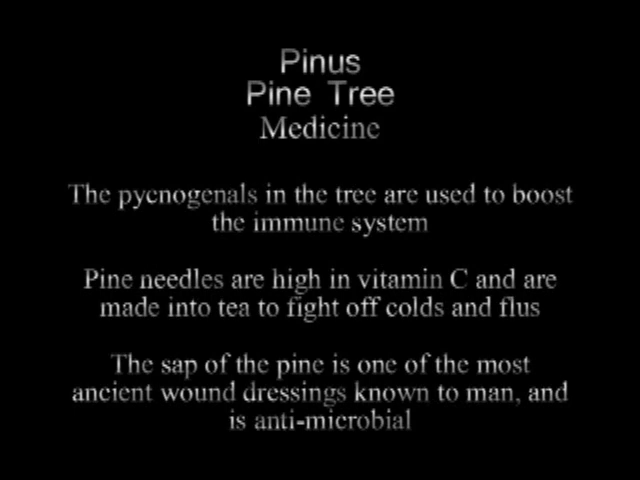 Pinus
Pine Tree
Medicine
The pycnogenals in the tree are used to boost
the immune system
Pine needles are high in vitamin C and are
made into tea to fight off colds and flus
The sap of the pine is one of the most
ancient wound dressings known to man, and
is anti-microbial